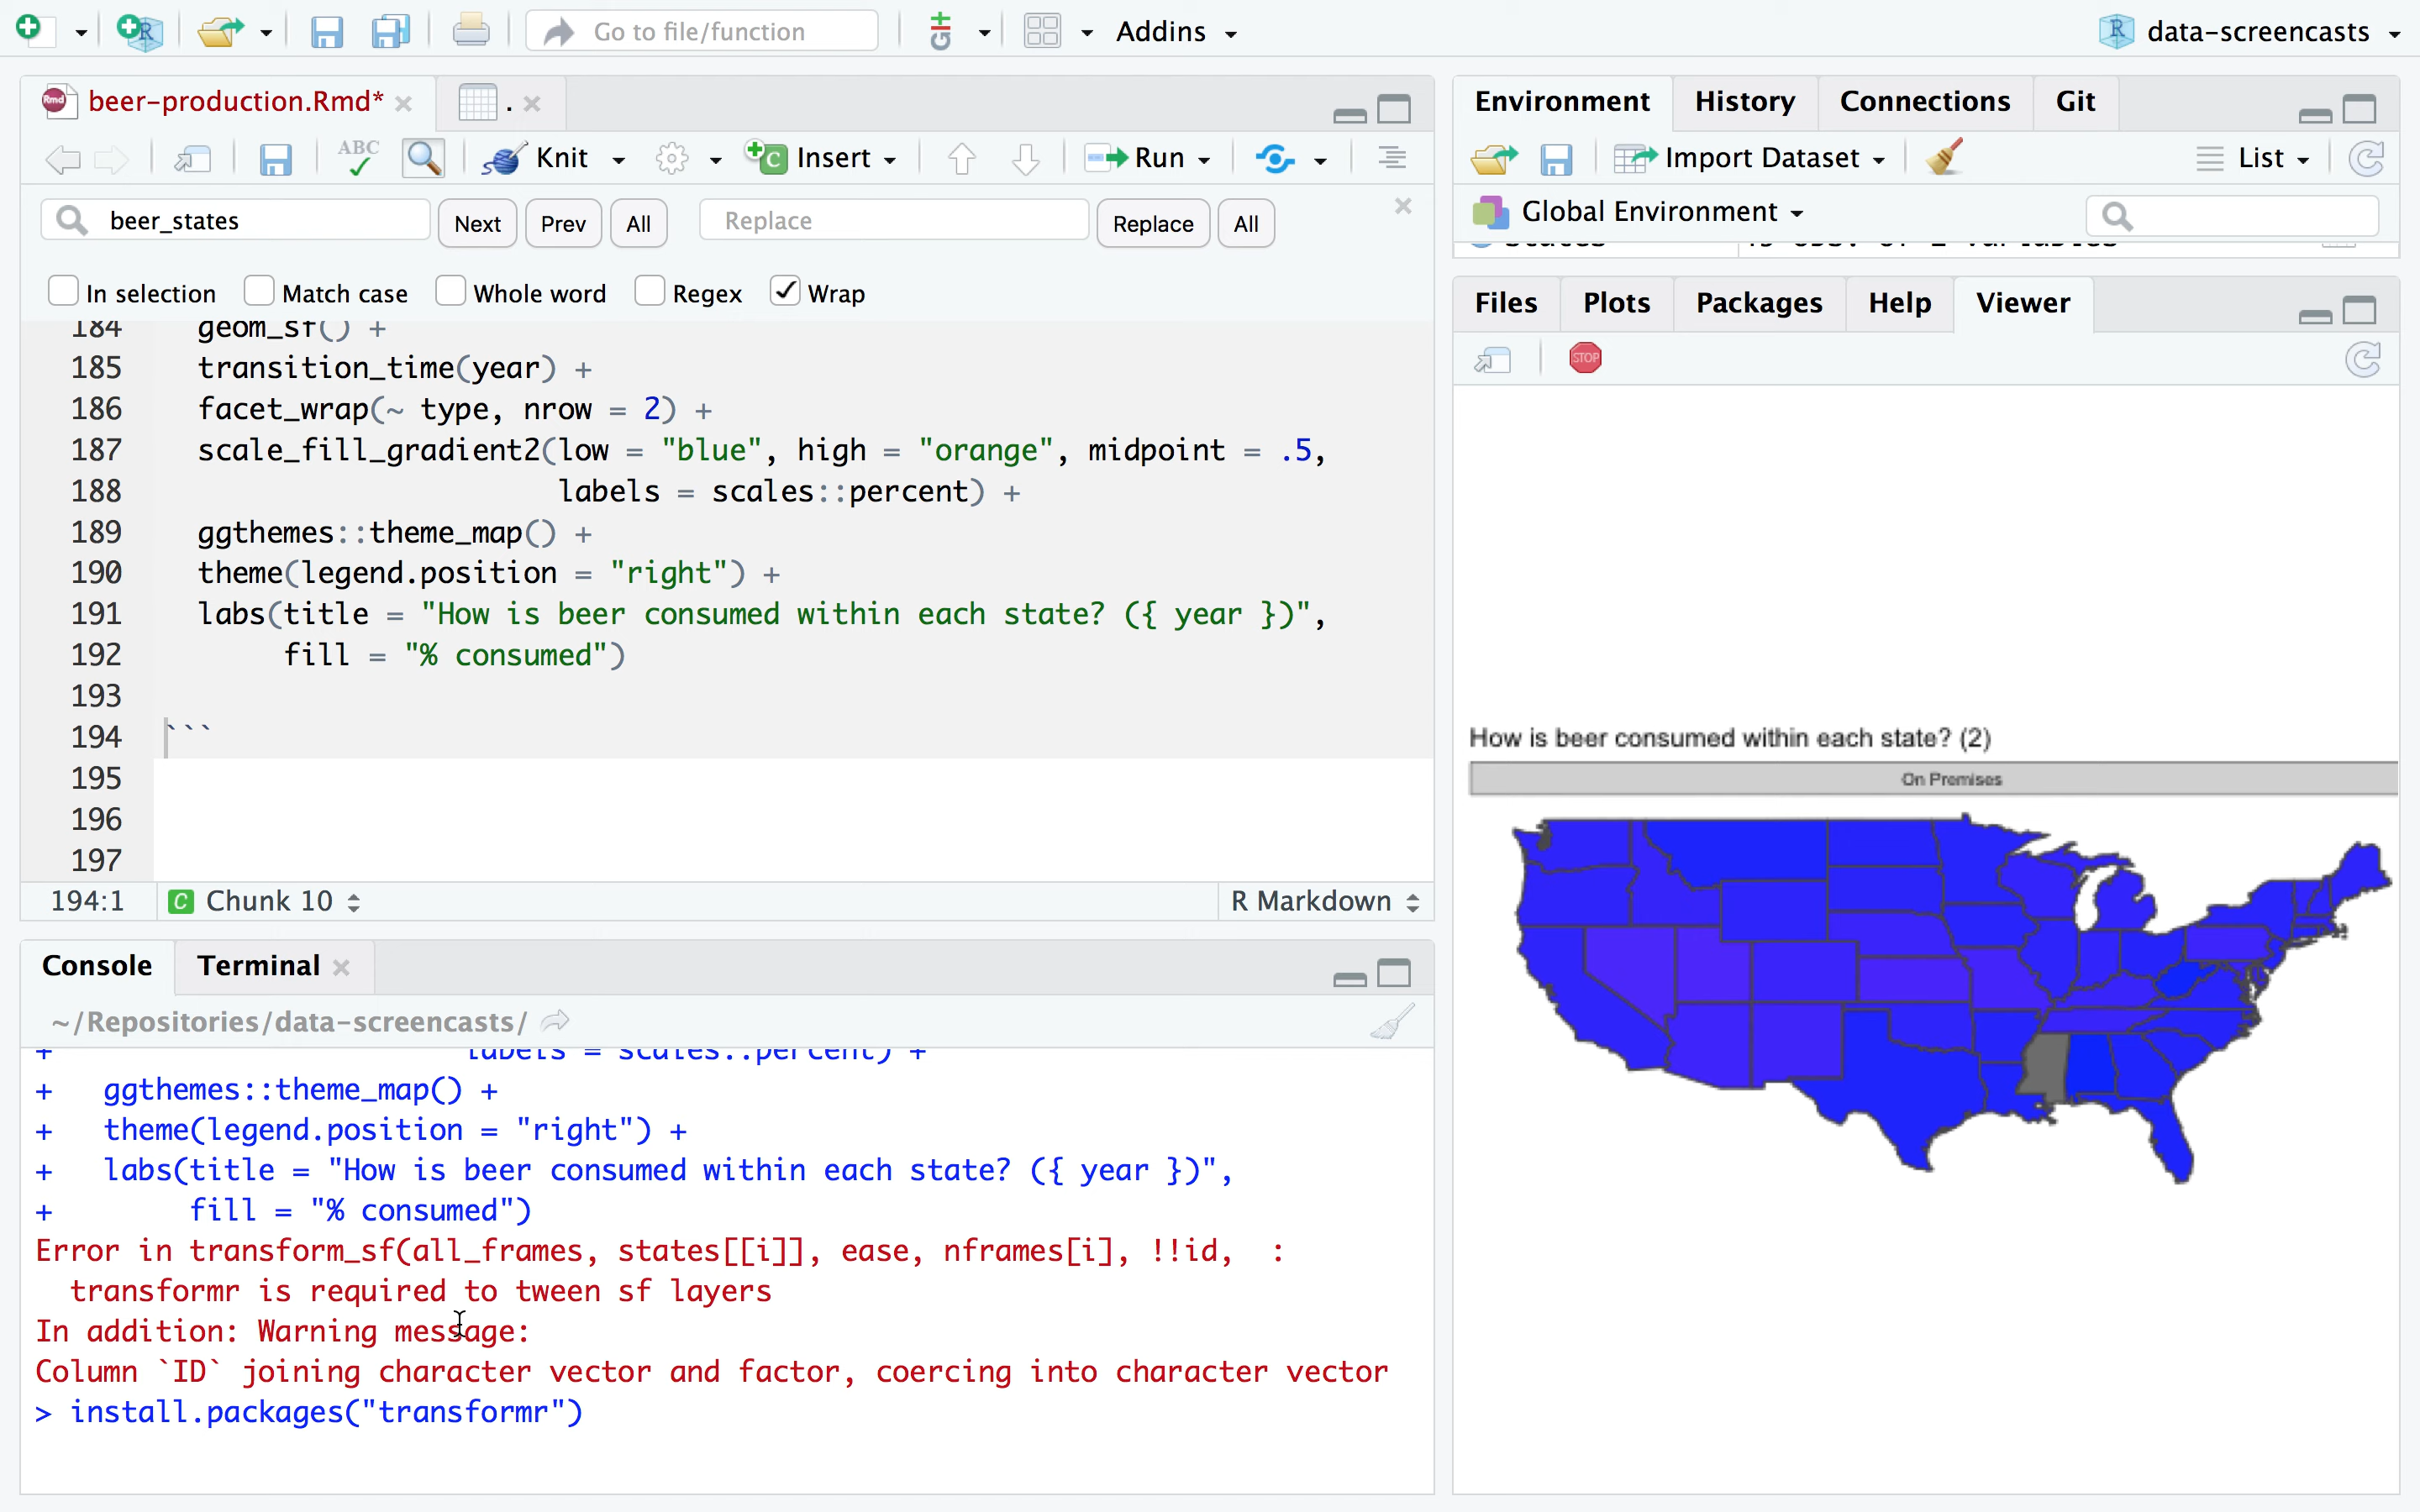 Go to file/function
Addins
data-screencasts
beer-production.Rmd*
.
ABC
Knit
Insert
Run
beer_states
Next
Prev
All
Replace
Replace
All
In selection
Match case
Whole word
Regex
Wrap
184 geom_sf() +
185 transition_time(year) +
186 facet_wrap(~ type, nrow = 2) +
187 scale_fill_gradient2(low = "blue", high = "orange", midpoint = .5,
188 labels = scales::percent) +
189 ggthemes::theme_map() +
190 theme(legend.position = "right") +
191 labs(title = "How is beer consumed within each state? ({ year })",
192 fill = "% consumed")
193
194 ```
195
196
197
194:1
C Chunk 10
R Markdown
Console
Terminal
~/Repositories/data-screencasts/
+ labels = scales::percent) +
+ ggthemes::theme_map() +
+ theme(legend.position = "right") +
+ labs(title = "How is beer consumed within each state? ({ year })",
+ fill = "% consumed")
Error in transform_sf(all_frames, states[[i]], ease, nframes[i], !!id, :
transformr is required to tween sf layers
In addition: Warning message:
Column `ID` joining character vector and factor, coercing into character vector
> install.packages("transformr")
Environment
History
Connections
Git
Import Dataset
List
Global Environment
Files
Plots
Packages
Help
Viewer
STOP
How is beer consumed within each state? (2)
On Premises